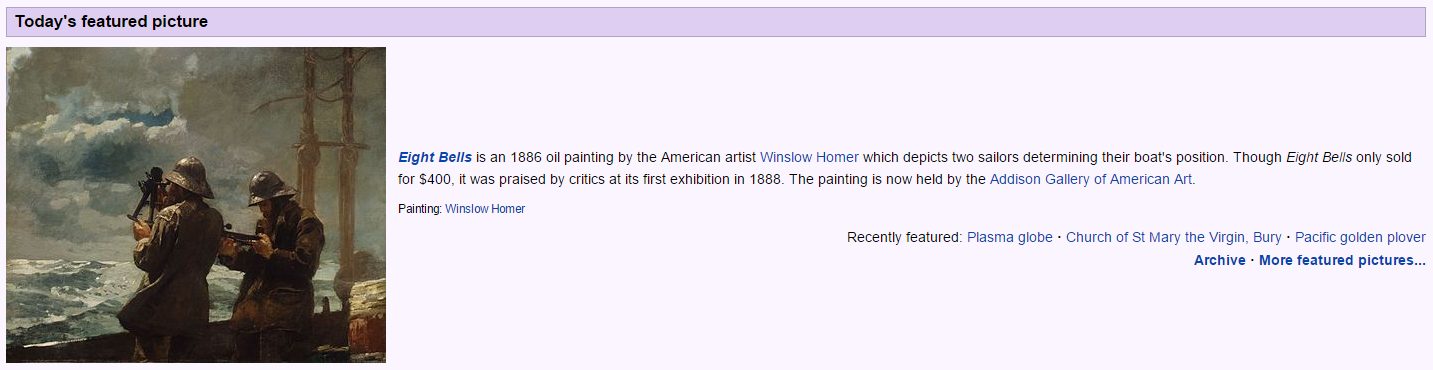 Today's featured picture
Eight Bells is an 1886 oil painting by the American artist Winslow Homer which depicts two sailors determining their boat's position. Though Eight Bells only sold
for $400, it was praised by critics at its first exhibition in 1888. The painting is now held by the Addison Gallery of American Art.
Painting: Winslow Homer
Recently featured: Plasma globe · Church of St Mary the Virgin, Bury · Pacific golden plover
Archive · More featured pictures...